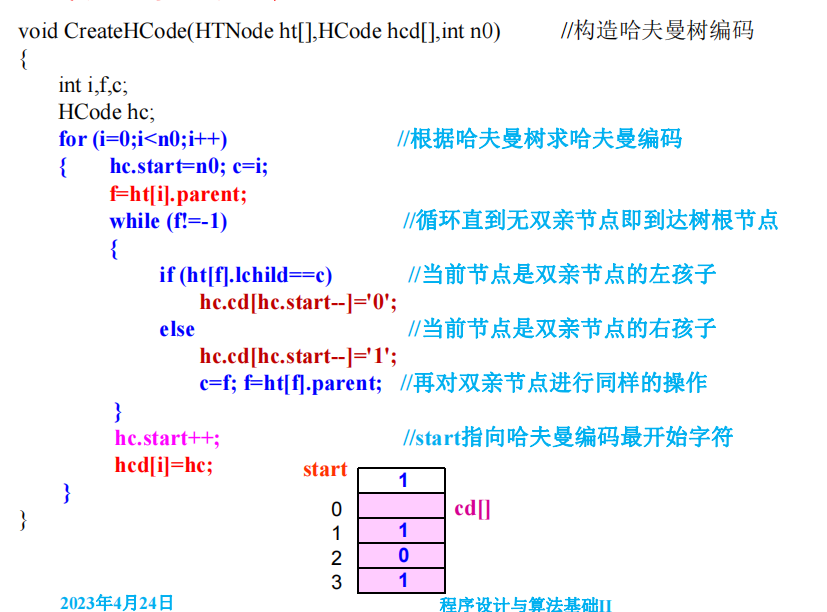 void CreateHCode(HTNode ht[],HCode hcd[],int n0) //构造哈夫曼树编码
{
int i,f,c;
HCode hc;
for (i=0;i<n0;i++) //根据哈夫曼树求哈夫曼编码
{ hc.start=n0; c=i;
f=ht[i].parent;
while (f!=-1) //循环直到无双亲节点即到达树根节点
{
if (ht[f].lchild==c) //当前节点是双亲节点的左孩子
hc.cd[hc.start--]='0';
else //当前节点是双亲节点的右孩子
hc.cd[hc.start--]='1';
c=f; f=ht[f].parent; //再对双亲节点进行同样的操作
}
hc.start++; //start指向哈夫曼编码最开始字符
hcd[i]=hc;
}
}
start 1
0 cd[]
1 1
2 0
3 1
2023年4月24日 程序设计与算法基础II